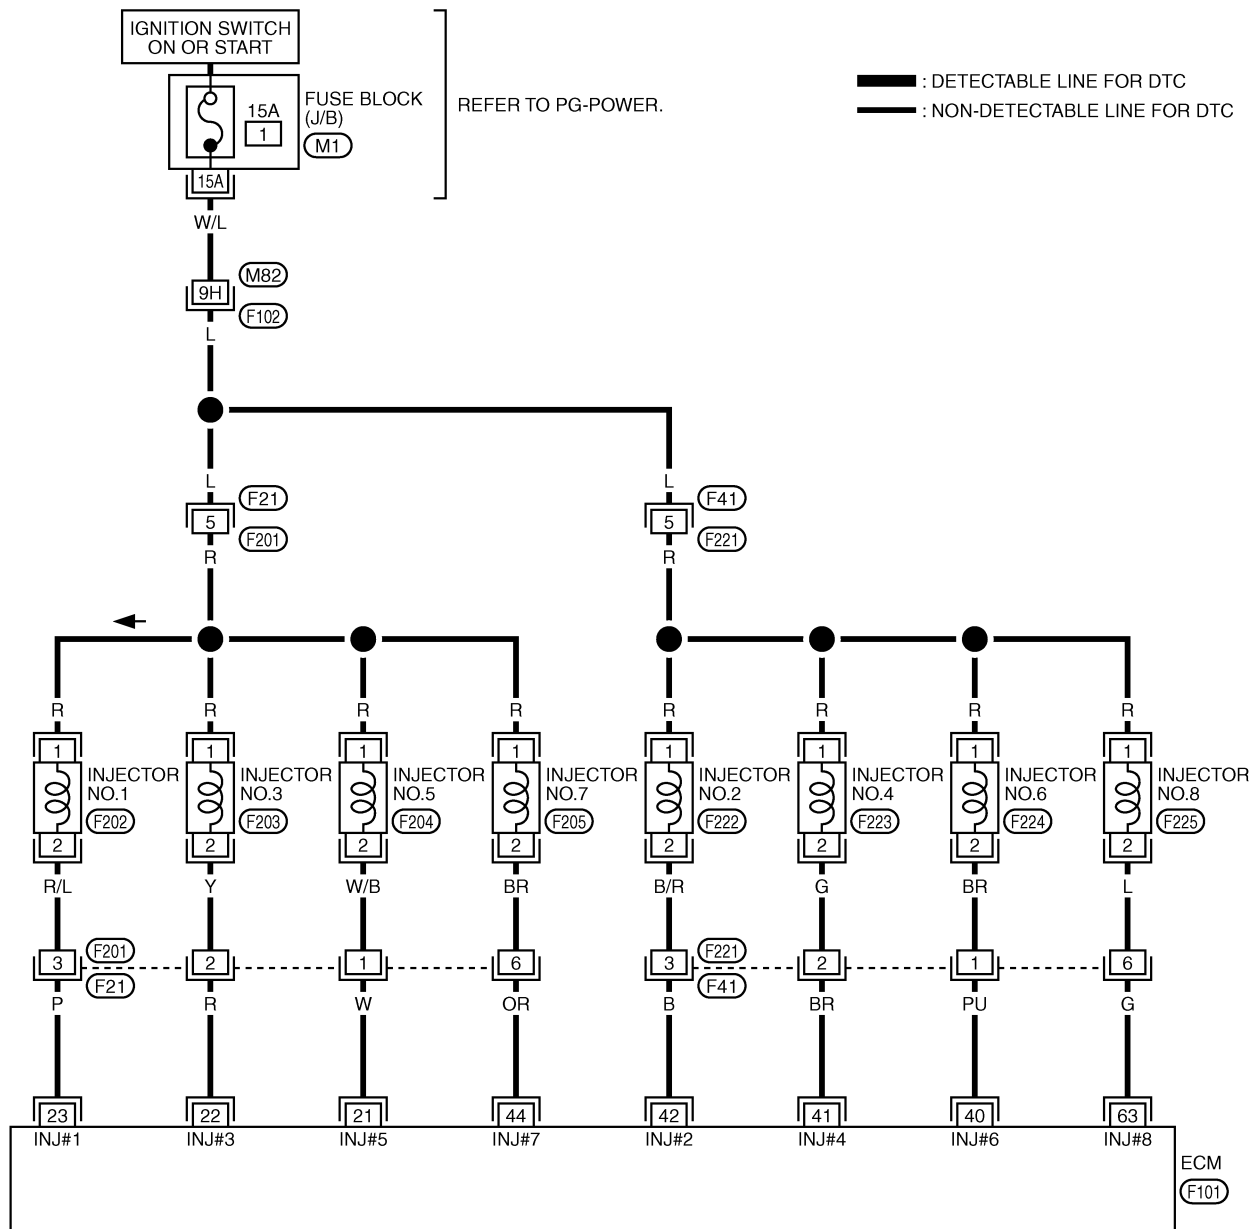 IGNITION SWITCH
ON OR START
FUSE BLOCK
(J/B)
M1
15A
1
15A
REFER TO PG-POWER.
: DETECTABLE LINE FOR DTC
: NON-DETECTABLE LINE FOR DTC
W/L
M82
9H
F102
L
L
L
F21
5
F201
F41
5
F221
R
R
R
R
R
R
R
R
R
R
1
1
1
1
1
1
1
1
INJECTOR
NO.1
F202
INJECTOR
NO.3
F203
INJECTOR
NO.5
F204
INJECTOR
NO.7
F205
INJECTOR
NO.2
F222
INJECTOR
NO.4
F223
INJECTOR
NO.6
F224
INJECTOR
NO.8
F225
2
2
2
2
2
2
2
2
R/L
Y
W/B
BR
B/R
G
BR
L
F201
F221
3
2
1
6
3
2
1
6
F21
F41
P
R
W
OR
B
BR
PU
G
23
22
21
44
42
41
40
63
INJ#1
INJ#3
INJ#5
INJ#7
INJ#2
INJ#4
INJ#6
INJ#8
ECM
F101